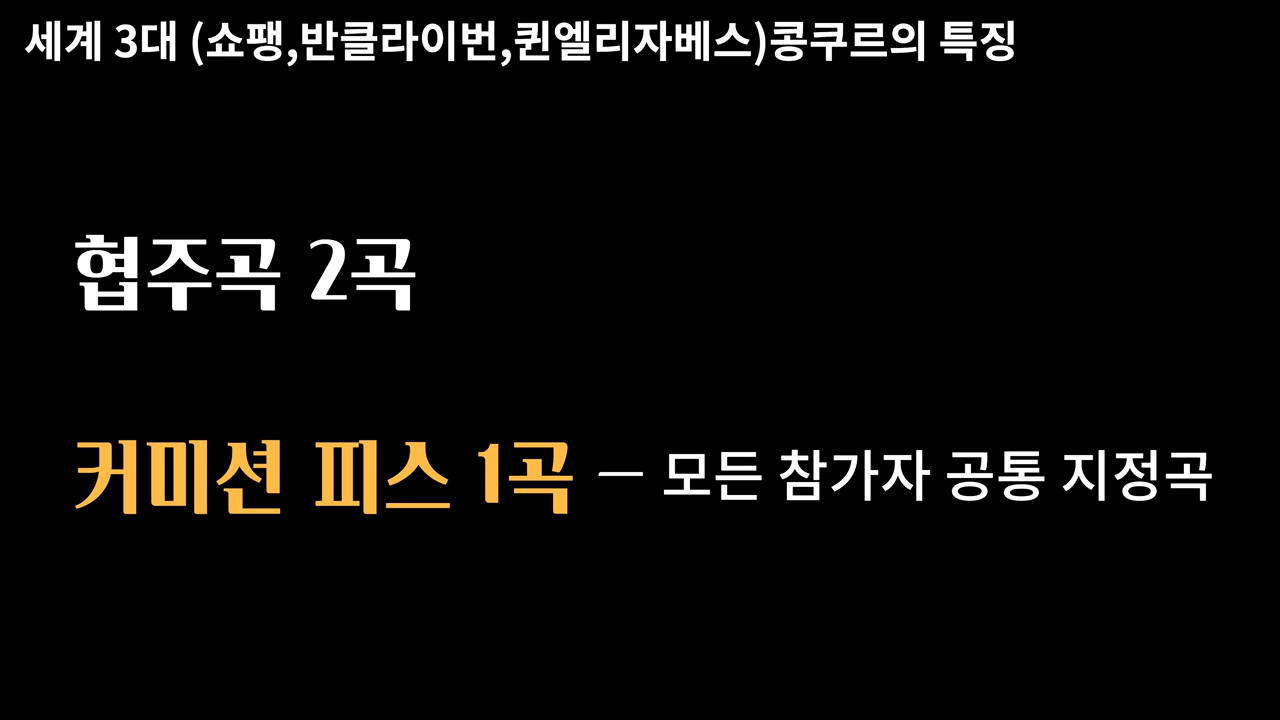 세계 3대 (쇼팽,반클라이번,퀸엘리자베스)콩쿠르의 특징
협주곡 2곡
커미션 피스 1곡 — 모든 참가자 공통 지정곡